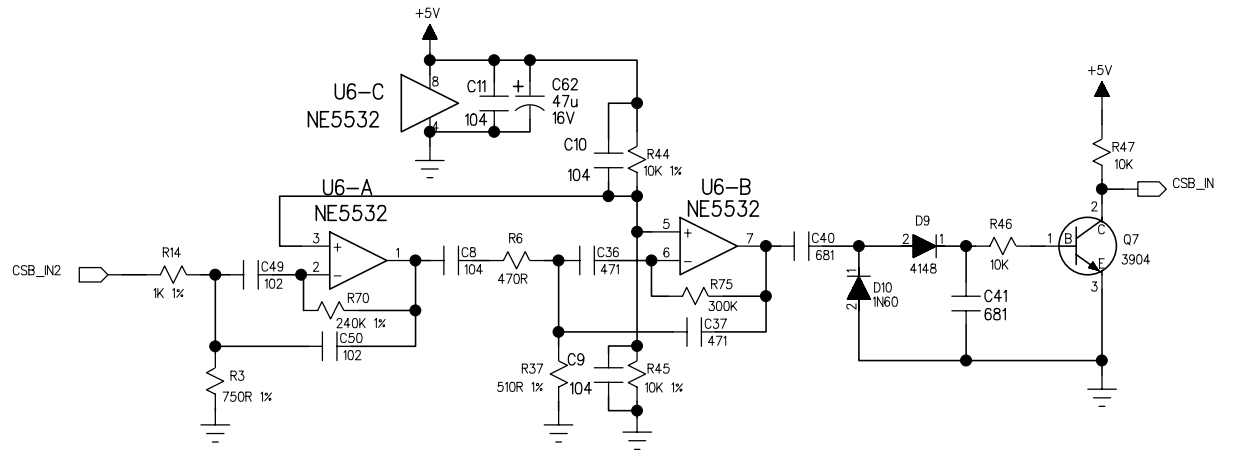 +5V
8
U6-C
NE5532
4
C11
104
+
C62
47u
16V
C10
104
R44
10K 1%
+5V
R47
10K
CSB_IN
U6-A
NE5532
3
+
2
−
1
U6-B
NE5532
5
+
6
−
7
CSB_IN2
R14
1K 1%
C49
102
R70
240K 1%
C50
102
R3
750R 1%
C8
104
R6
470R
C36
471
R75
300K
C37
471
R37
510R 1%
C9
104
R45
10K 1%
C40
681
D9
2
1
4148
1
D10
1N60
2
R46
10K
C41
681
2
1
B
C
E
3
Q7
3904